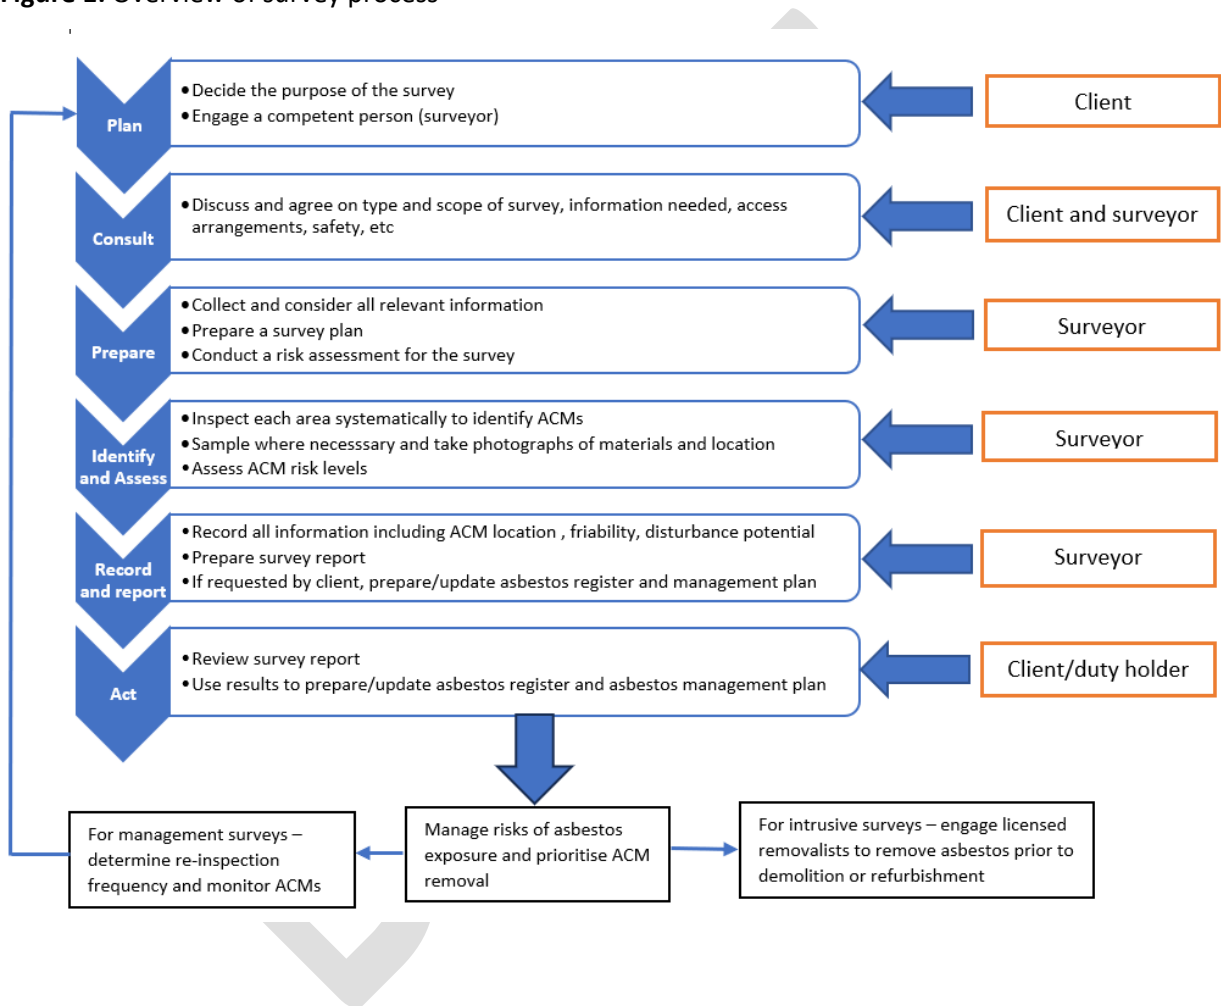 Overview of survey process
Plan
• Decide the purpose of the survey
• Engage a competent person (surveyor)
Client
Consult
• Discuss and agree on type and scope of survey, information needed, access
arrangements, safety, etc
Client and surveyor
Prepare
• Collect and consider all relevant information
• Prepare a survey plan
• Conduct a risk assessment for the survey
Surveyor
Identify
and Assess
• Inspect each area systematically to identify ACMs
• Sample where necesssary and take photographs of materials and location
• Assess ACM risk levels
Surveyor
Record
and report
• Record all information including ACM location , friability, disturbance potential
• Prepare survey report
• If requested by client, prepare/update asbestos register and management plan
Surveyor
Act
• Review survey report
• Use results to prepare/update asbestos register and asbestos management plan
Client/duty holder
For management surveys –
determine re-inspection
frequency and monitor ACMs
Manage risks of asbestos
exposure and prioritise ACM
removal
For intrusive surveys – engage licensed
removalists to remove asbestos prior to
demolition or refurbishment